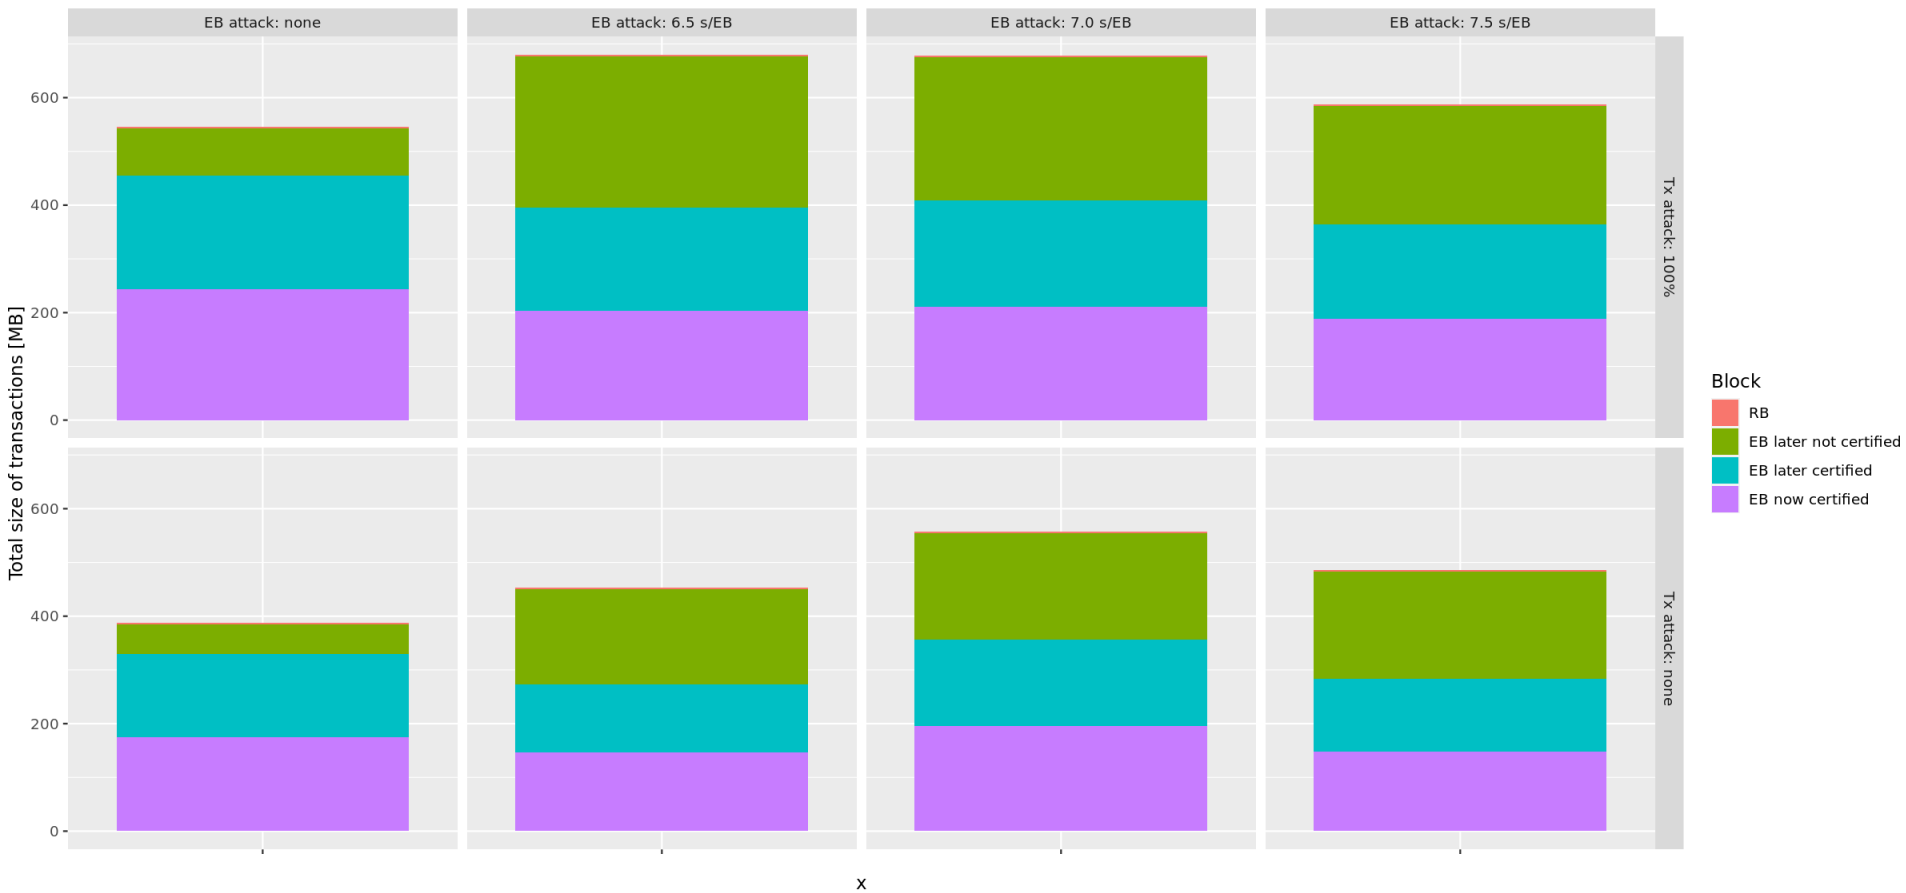 EB attack: none
EB attack: 6.5 s/EB
EB attack: 7.0 s/EB
EB attack: 7.5 s/EB
Total size of transactions [MB]
600
400
200
0
Tx attack: 100%
600
400
200
0
Tx attack: none
x
Block
RB
EB later not certified
EB later certified
EB now certified